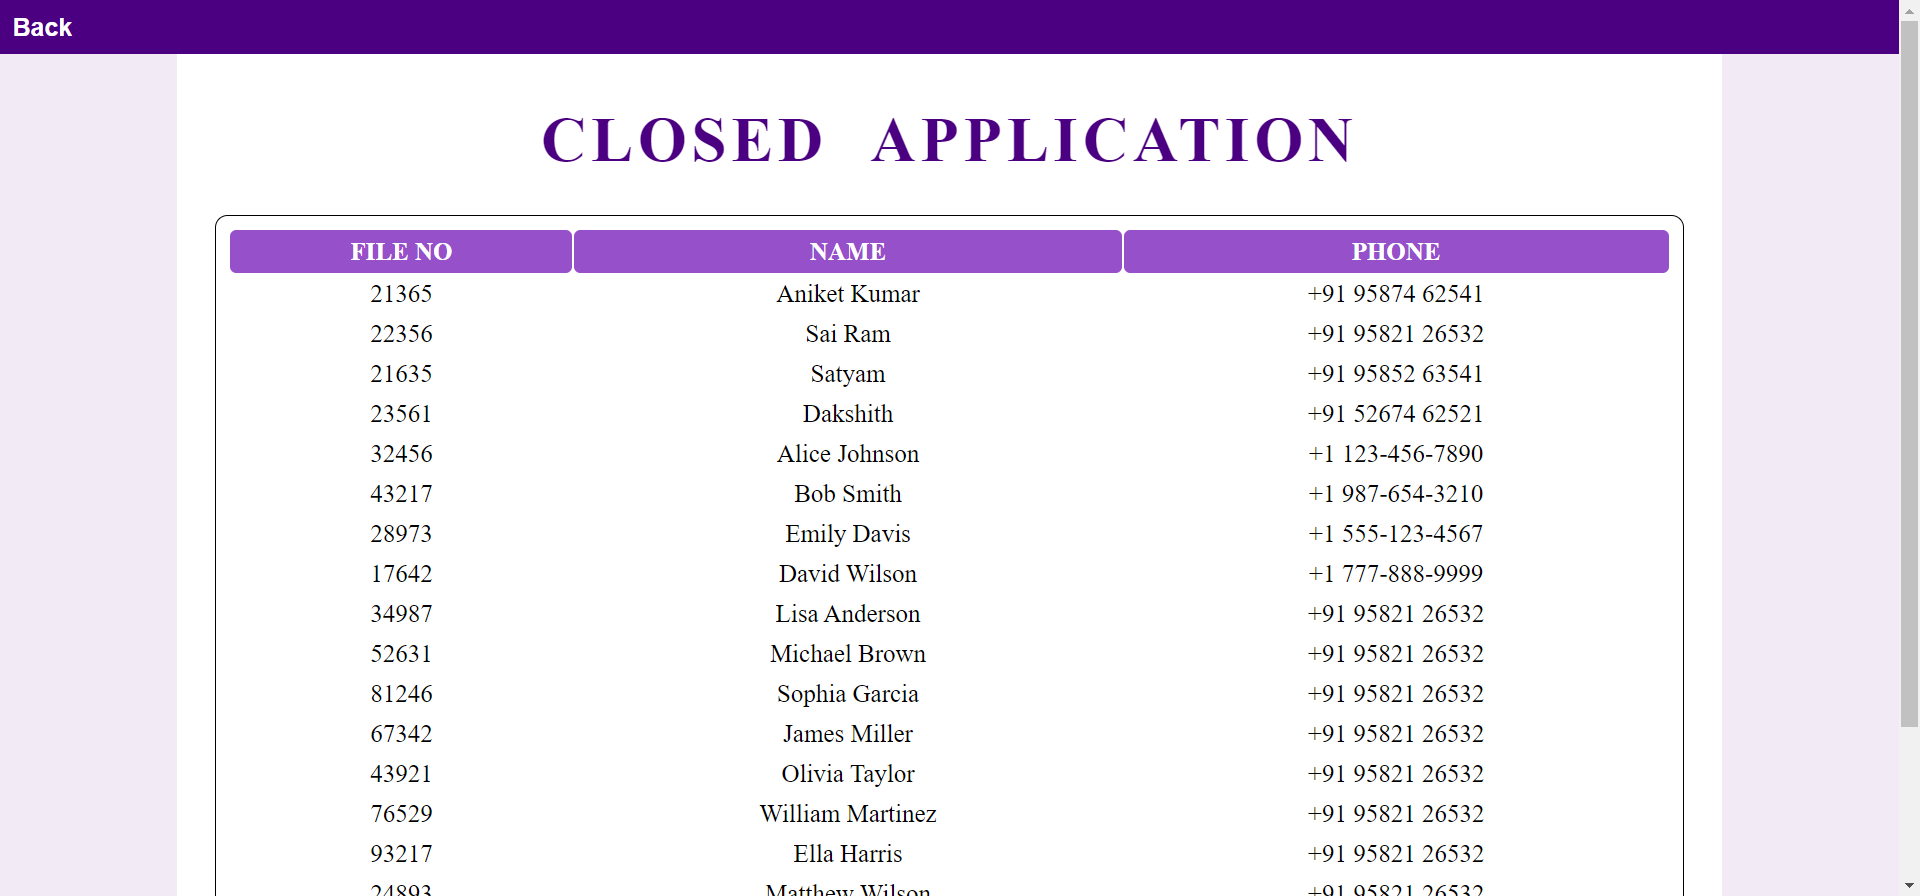 Back
CLOSED APPLICATION
FILE NO NAME PHONE
21365 Aniket Kumar +91 95874 62541
22356 Sai Ram +91 95821 26532
21635 Satyam +91 95852 63541
23561 Dakshith +91 52674 62521
32456 Alice Johnson +1 123-456-7890
43217 Bob Smith +1 987-654-3210
28973 Emily Davis +1 555-123-4567
17642 David Wilson +1 777-888-9999
34987 Lisa Anderson +91 95821 26532
52631 Michael Brown +91 95821 26532
81246 Sophia Garcia +91 95821 26532
67342 James Miller +91 95821 26532
43921 Olivia Taylor +91 95821 26532
76529 William Martinez +91 95821 26532
93217 Ella Harris +91 95821 26532
24893 Matthew Wilson +91 95821 26532